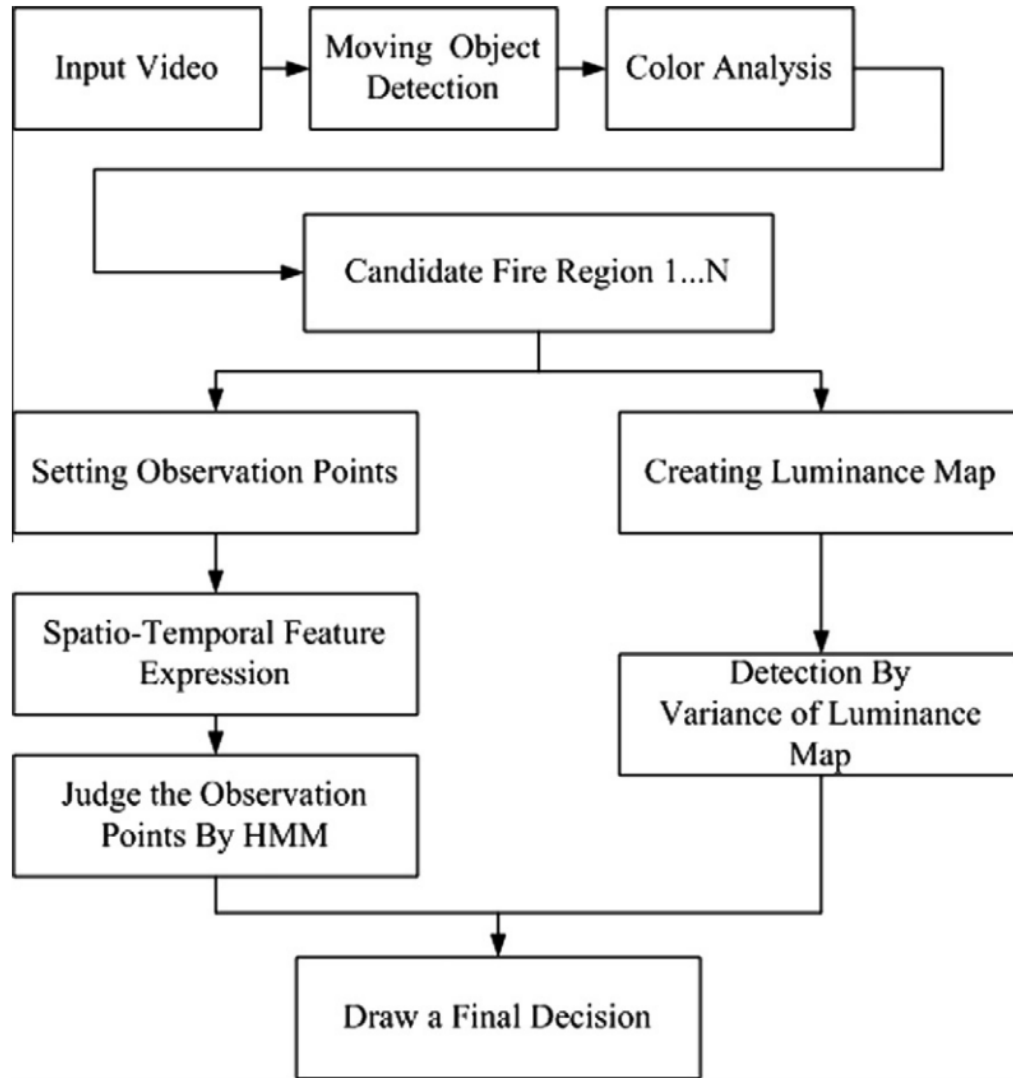 Input Video
Moving Object
Detection
Color Analysis
Candidate Fire Region 1...N
Setting Observation Points
Creating Luminance Map
Spatio-Temporal Feature
Expression
Detection By
Variance of Luminance
Map
Judge the Observation
Points By HMM
Draw a Final Decision